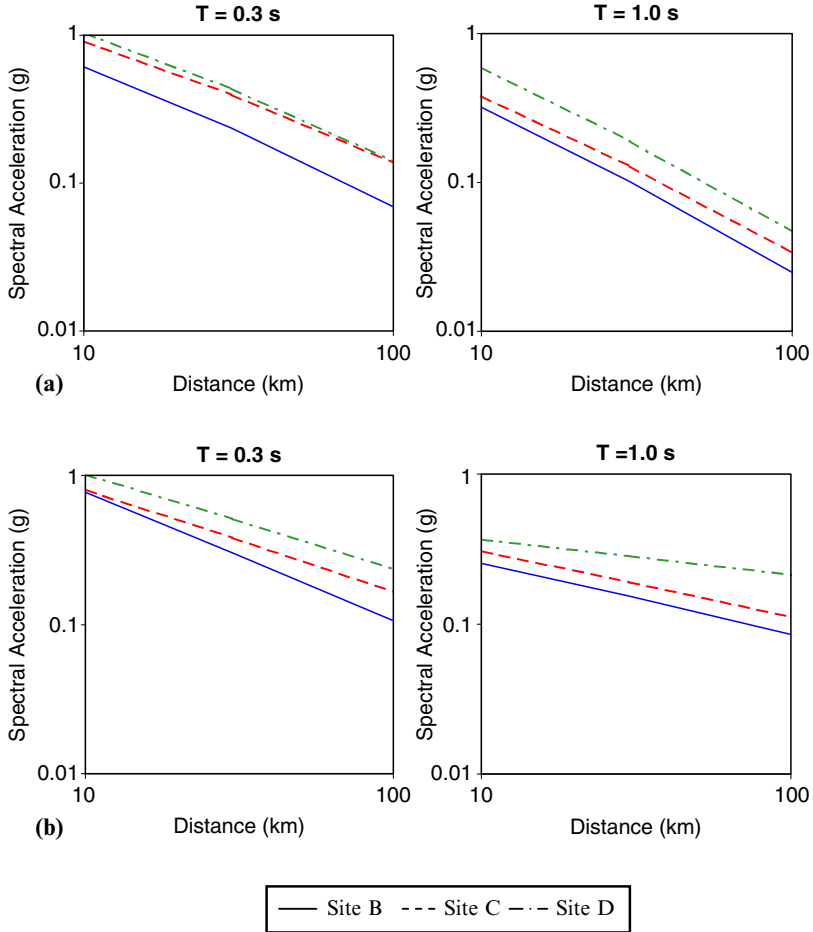 T = 0.3 s
1
0.1
0.01
10
100
Spectral Acceleration (g)
Distance (km)
T = 1.0 s
1
0.1
0.01
10
100
Spectral Acceleration (g)
Distance (km)
(a)
T = 0.3 s
1
0.1
0.01
10
100
Spectral Acceleration (g)
Distance (km)
T =1.0 s
1
0.1
0.01
10
100
Spectral Acceleration (g)
Distance (km)
(b)
Site B Site C Site D